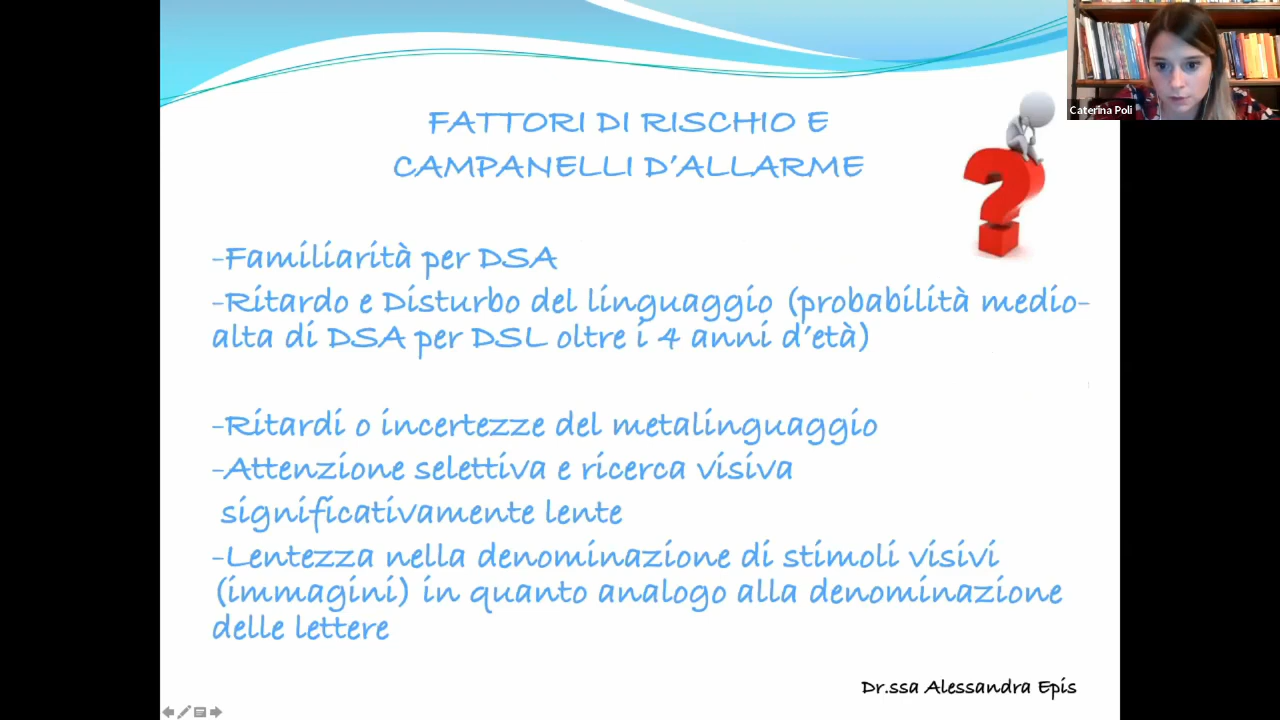 Caterina Poli
FATTORI DI RISCHIO E
CAMPANELLI D'ALLARME
-Familiarità per DSA
-Ritardo e Disturbo del linguaggio (probabilità medio-
alta di DSA per DSL oltre i 4 anni d'età)
-Ritardi o incertezze del metalinguaggio
-Attenzione selettiva e ricerca visiva
significativamente lente
-Lentezza nella denominazione di stimoli visivi
(immagini) in quanto analogo alla denominazione
delle lettere
Dr.ssa Alessandra Epis